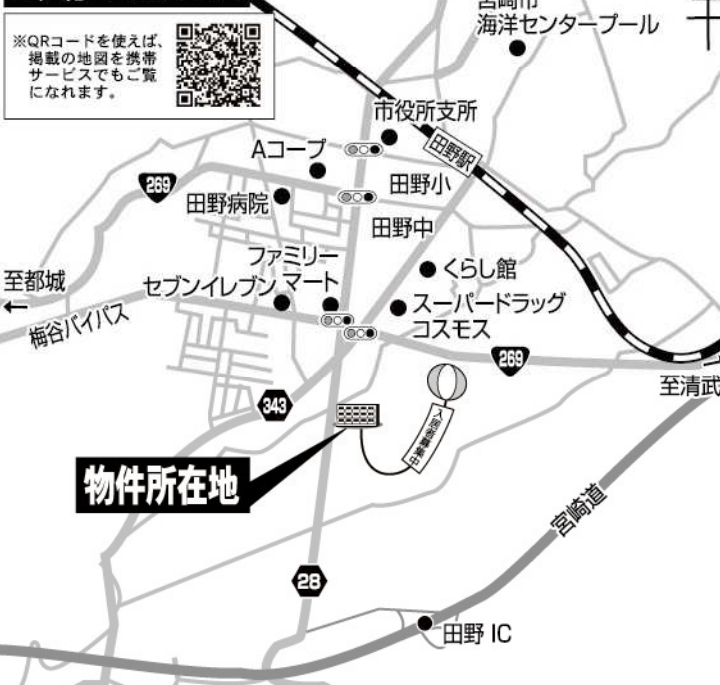 宮崎市
海洋センタープール
※QRコードを使えば、
掲載の地図を携帯
サービスでもご覧
になれます。
市役所支所
Aコープ
田野駅
269
田野病院
田野小
田野中
ファミリー
マート
セブンイレブン
くらし館
至都城
←
スーパードラッグ
コスモス
梅谷バイパス
269
至清武
343
入居者募集中
物件所在地
宮崎道
28
田野 IC